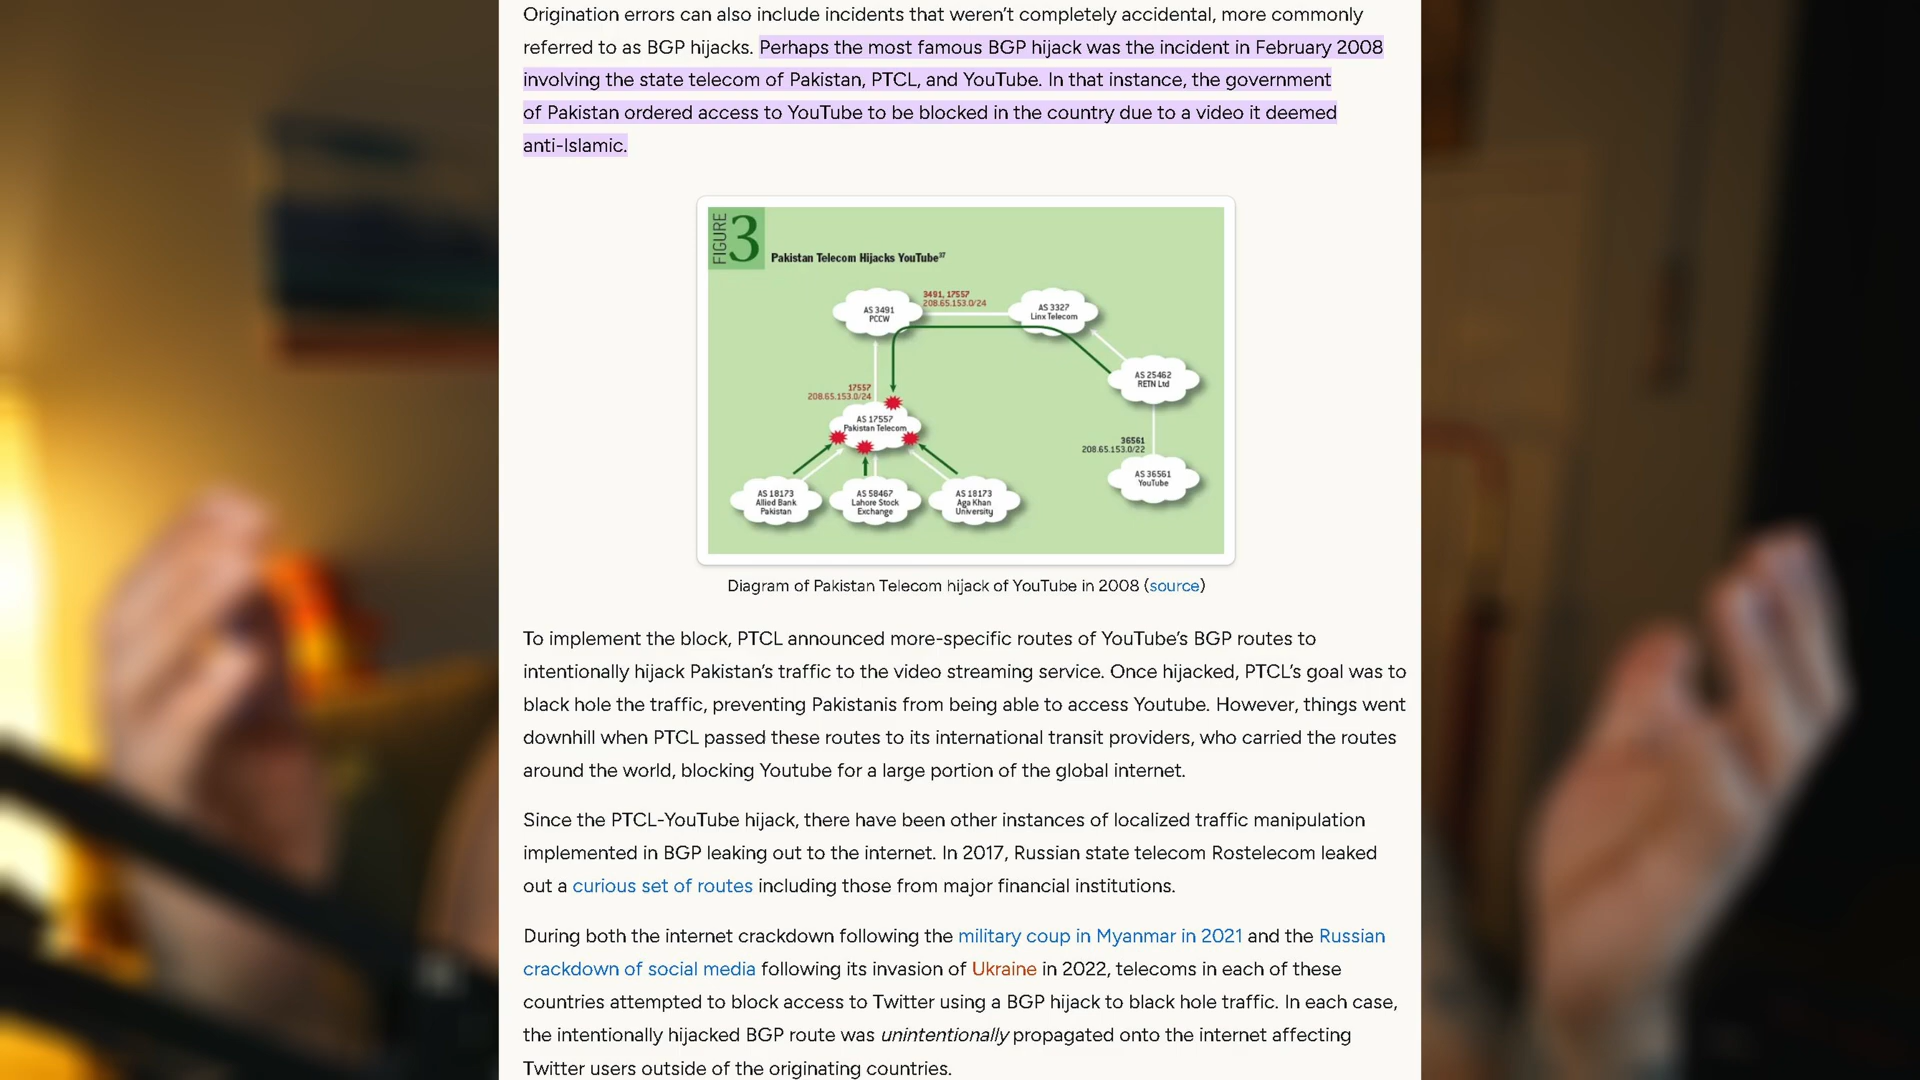 Origination errors can also include incidents that weren’t completely accidental, more commonly
referred to as BGP hijacks. Perhaps the most famous BGP hijack was the incident in February 2008
involving the state telecom of Pakistan, PTCL, and YouTube. In that instance, the government
of Pakistan ordered access to YouTube to be blocked in the country due to a video it deemed
anti-Islamic.
FIGURE 3
Pakistan Telecom Hijacks YouTube³⁷
AS 3491
PCCW
3491, 17557
208.65.153.0/24
AS 3327
Linx Telecom
AS 25462
RETN Ltd
17557
208.65.153.0/24
AS 17557
Pakistan Telecom
36561
208.65.153.0/22
AS 36561
YouTube
AS 18173
Allied Bank
Pakistan
AS 58467
Lahore Stock
Exchange
AS 18173
Aga Khan
University
Diagram of Pakistan Telecom hijack of YouTube in 2008 (source)
To implement the block, PTCL announced more-specific routes of YouTube’s BGP routes to
intentionally hijack Pakistan’s traffic to the video streaming service. Once hijacked, PTCL’s goal was to
black hole the traffic, preventing Pakistanis from being able to access Youtube. However, things went
downhill when PTCL passed these routes to its international transit providers, who carried the routes
around the world, blocking Youtube for a large portion of the global internet.
Since the PTCL-YouTube hijack, there have been other instances of localized traffic manipulation
implemented in BGP leaking out to the internet. In 2017, Russian state telecom Rostelecom leaked
out a curious set of routes including those from major financial institutions.
During both the internet crackdown following the military coup in Myanmar in 2021 and the Russian
crackdown of social media following its invasion of Ukraine in 2022, telecoms in each of these
countries attempted to block access to Twitter using a BGP hijack to black hole traffic. In each case,
the intentionally hijacked BGP route was unintentionally propagated onto the internet affecting
Twitter users outside of the originating countries.